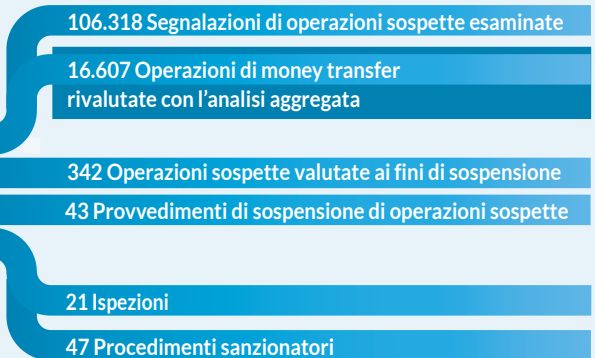 106.318 Segnalazioni di operazioni sospette esaminate
16.607 Operazioni di money transfer
rivalutate con l'analisi aggregata
342 Operazioni sospette valutate ai fini di sospensione
43 Provvedimenti di sospensione di operazioni sospette
21 Ispezioni
47 Procedimenti sanzionatori